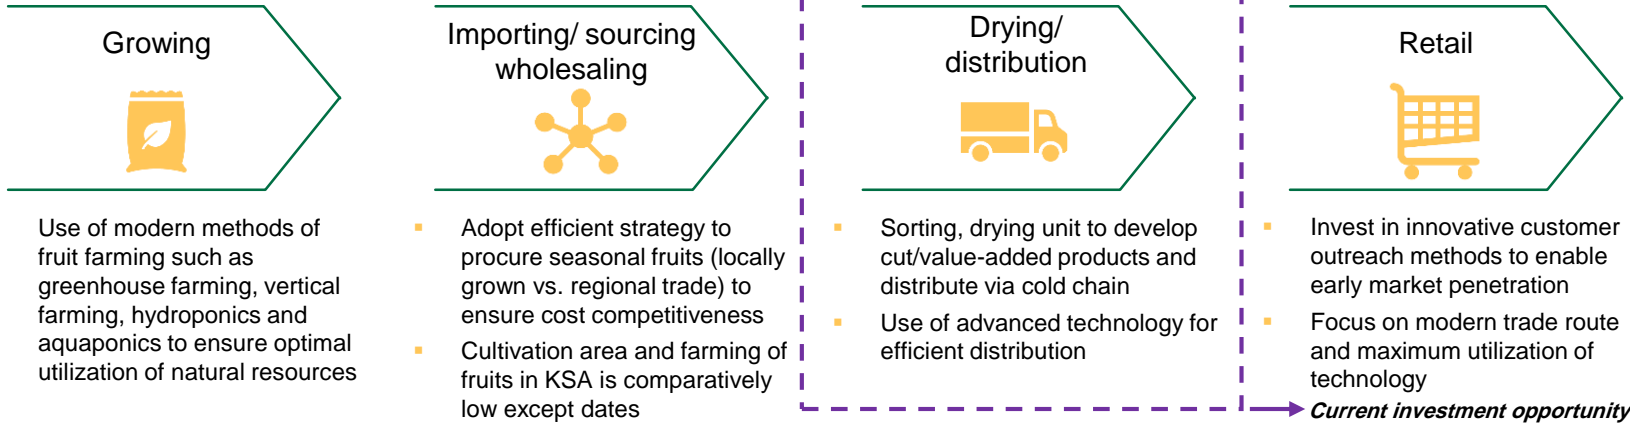 Growing
Use of modern methods of
fruit farming such as
greenhouse farming, vertical
farming, hydroponics and
aquaponics to ensure optimal
utilization of natural resources
Importing/ sourcing
wholesaling
Adopt efficient strategy to
procure seasonal fruits (locally
grown vs. regional trade) to
ensure cost competitiveness
Cultivation area and farming of
fruits in KSA is comparatively
low except dates
Drying/
distribution
Sorting, drying unit to develop
cut/value-added products and
distribute via cold chain
Use of advanced technology for
efficient distribution
Retail
Invest in innovative customer
outreach methods to enable
early market penetration
Focus on modern trade route
and maximum utilization of
technology
Current investment opportunity